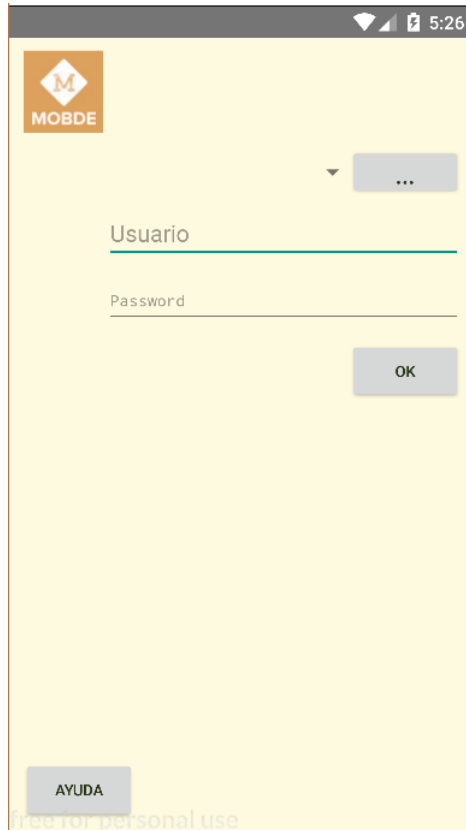 5:26
M
MOBDE
...
Usuario
Password
OK
AYUDA
free for personal use